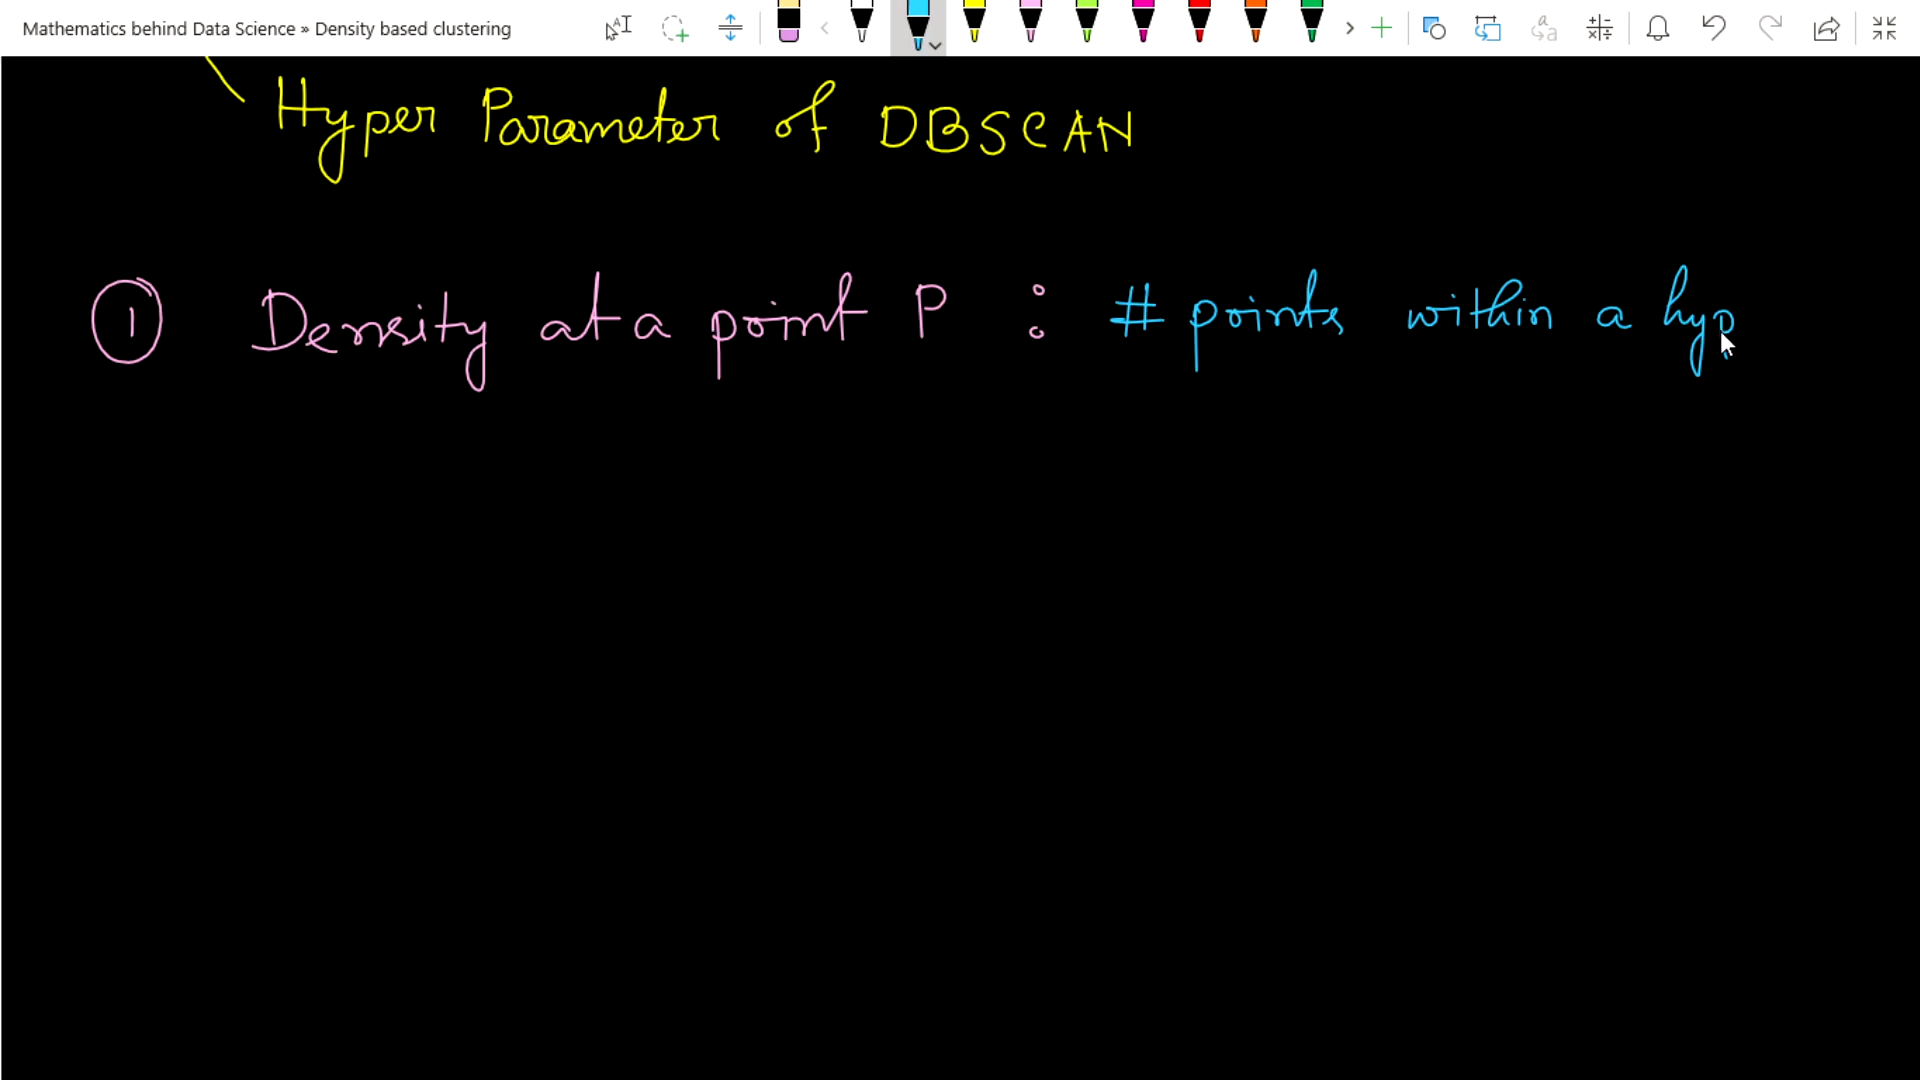 Mathematics behind Data Science » Density based clustering
Hyper Parameter of DBSCAN
① Density at a point P : # points within a hyp